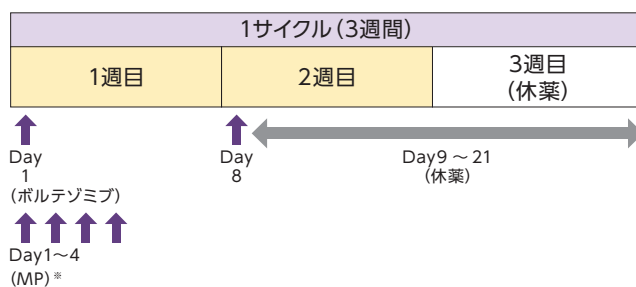 1サイクル（3週間）
1週目
2週目
3週目
（休薬）
Day
1
（ボルテゾミブ）
Day
8
Day9～21
（休薬）
Day1～4
（MP）※